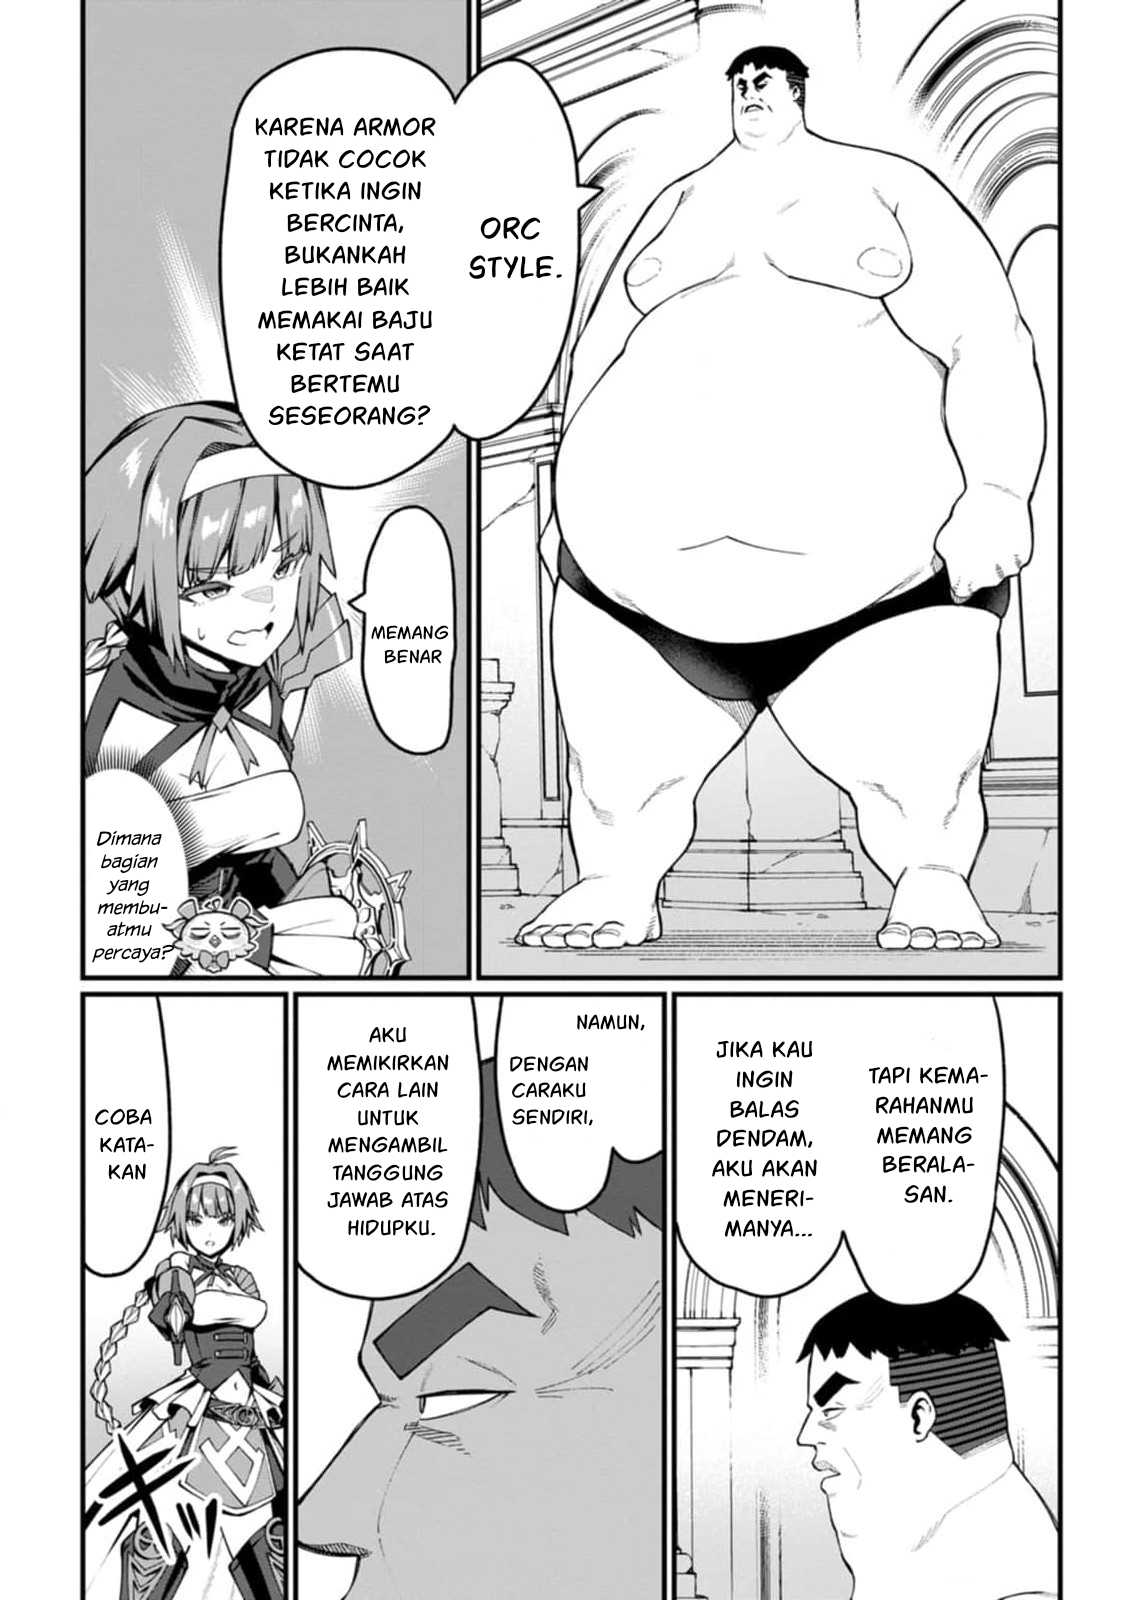 ORC
STYLE.
KARENA ARMOR
TIDAK COCOK
KETIKA INGIN
BERCINTA,
BUKANKAH
LEBIH BAIK
MEMAKAI BAJU
KETAT SAAT
BERTEMU
SESEORANG?
MEMANG
BENAR
Dimana
bagian
yang
membu-
atmu
percaya?
TAPI KEMA-
RAHANMU
MEMANG
BERALA-
SAN.
JIKA KAU
INGIN
BALAS
DENDAM,
AKU AKAN
MENERI-
MANYA...
NAMUN,
DENGAN
CARAKU
SENDIRI,
AKU
MEMIKIRKAN
CARA LAIN
UNTUK
MENGAMBIL
TANGGUNG
JAWAB ATAS
HIDUPKU.
COBA
KATA-
KAN
ギッ